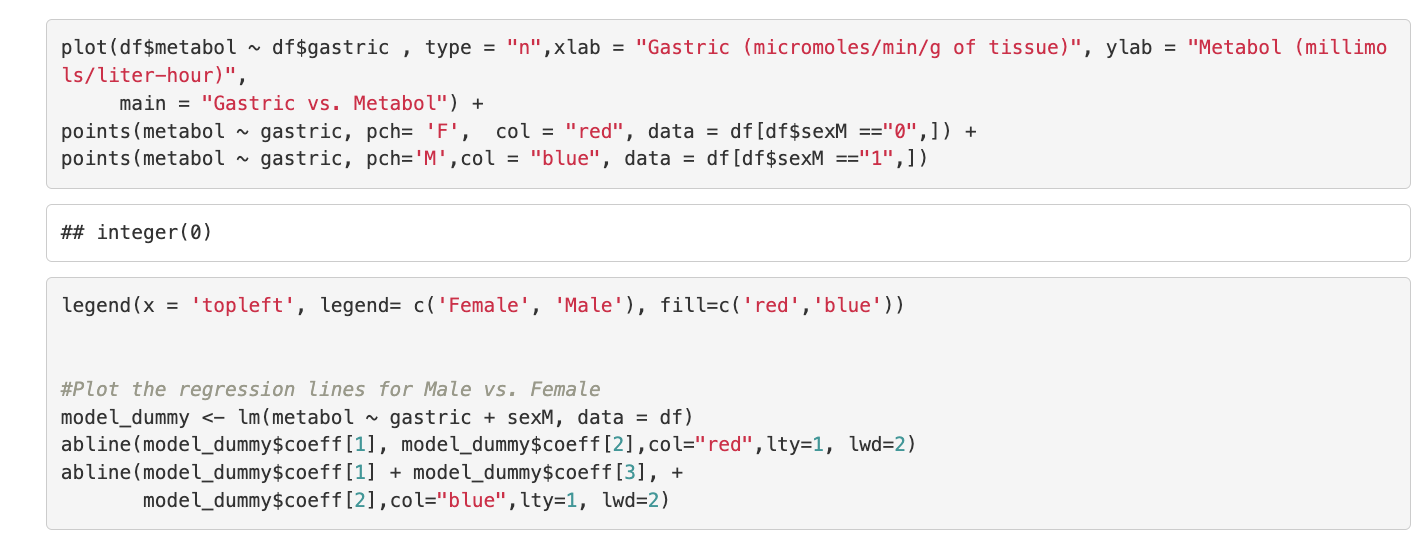 plot(df$metabol ~ df$gastric , type = "n",xlab = "Gastric (micromoles/min/g of tissue)", ylab = "Metabol (millimo
ls/liter-hour)",
     main = "Gastric vs. Metabol") +
points(metabol ~ gastric, pch= 'F',  col = "red", data = df[df$sexM =="0",]) +
points(metabol ~ gastric, pch='M',col = "blue", data = df[df$sexM =="1",])
## integer(0)
legend(x = 'topleft', legend= c('Female', 'Male'), fill=c('red','blue'))
#Plot the regression lines for Male vs. Female
model_dummy <- lm(metabol ~ gastric + sexM, data = df)
abline(model_dummy$coeff[1], model_dummy$coeff[2],col="red",lty=1, lwd=2)
abline(model_dummy$coeff[1] + model_dummy$coeff[3], +
       model_dummy$coeff[2],col="blue",lty=1, lwd=2)